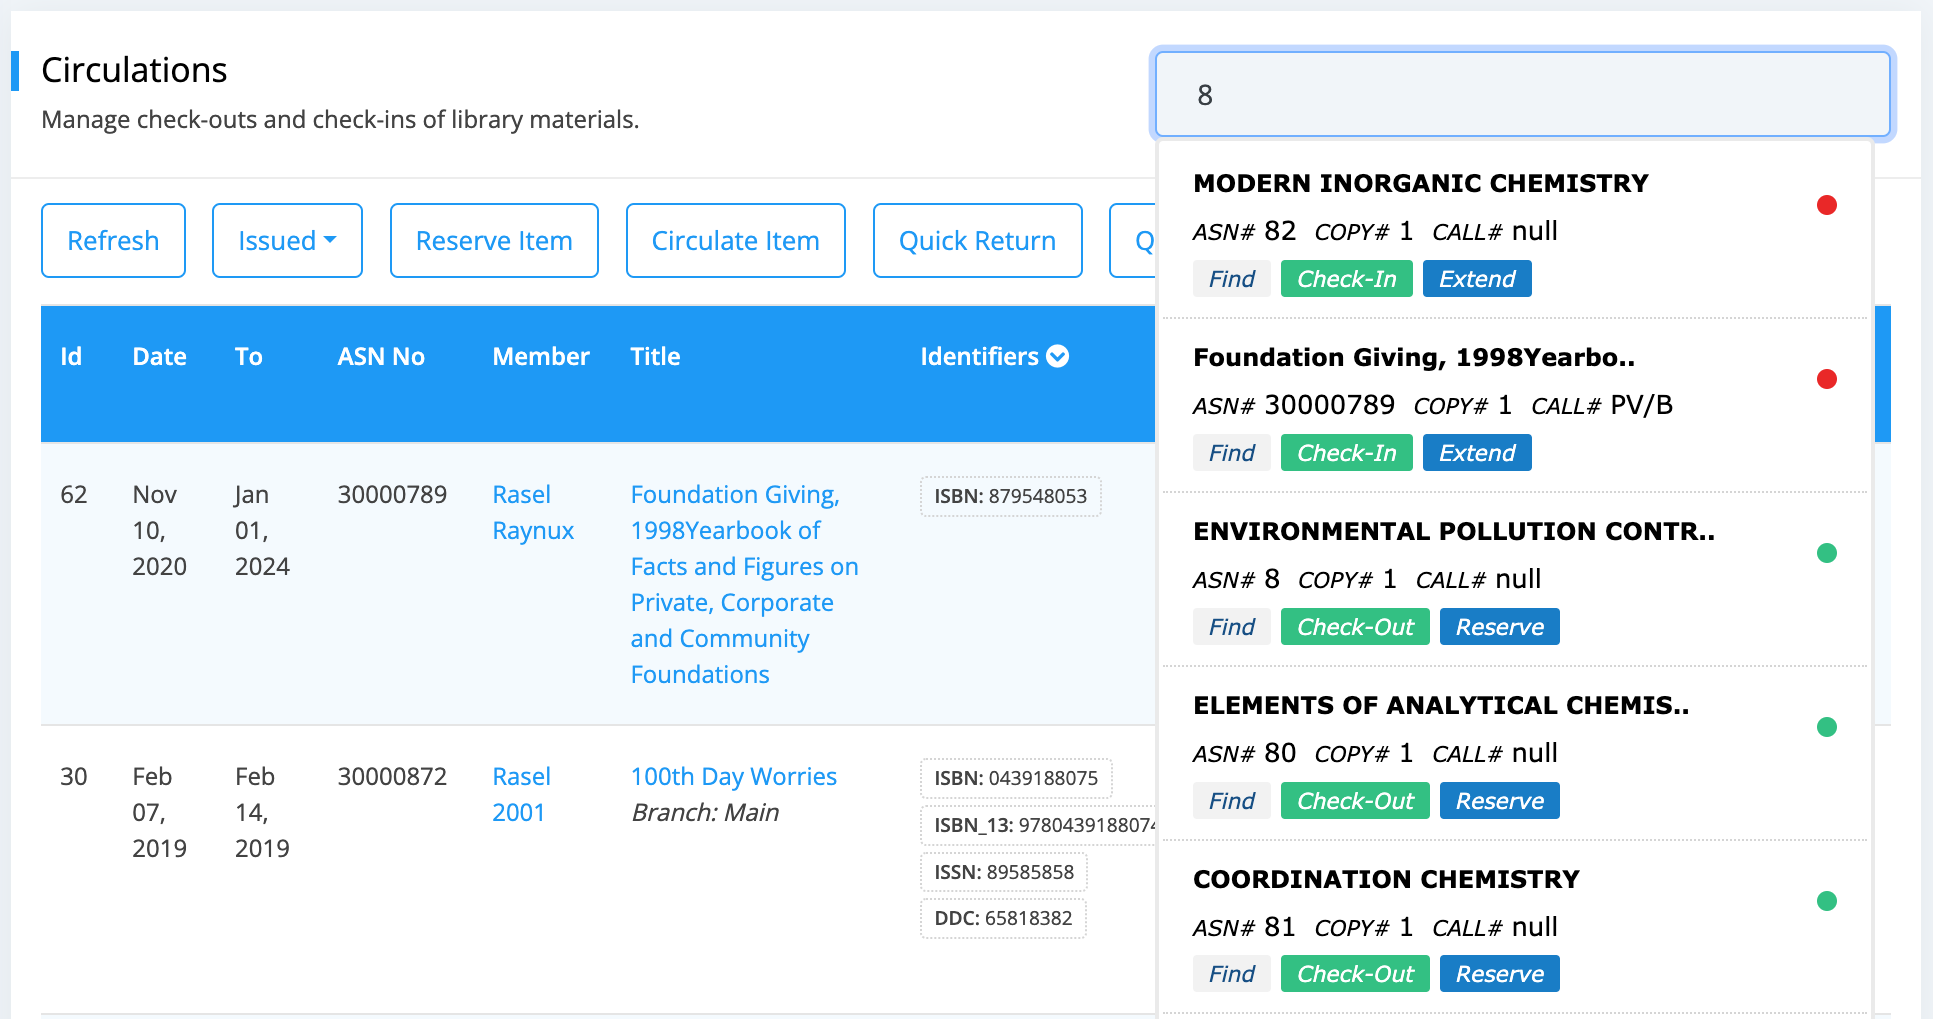 Circulations
Manage check-outs and check-ins of library materials.
8
Refresh
Issued
Reserve Item
Circulate Item
Quick Return
Q
Id Date To ASN No Member Title Identifiers
62 Nov Jan 30000789 Rasel Foundation Giving, ISBN: 879548053
10, 01, Raynux 1998Yearbook of
2020 2024 Facts and Figures on
Private, Corporate
and Community
Foundations
30 Feb Feb 30000872 Rasel 100th Day Worries ISBN: 0439188075
07, 14, 2001 Branch: Main ISBN_13: 9780439188074
2019 2019 ISSN: 89585858
DDC: 65818382
MODERN INORGANIC CHEMISTRY
ASN# 82 COPY# 1 CALL# null
Find Check-In Extend
Foundation Giving, 1998Yearbo..
ASN# 30000789 COPY# 1 CALL# PV/B
Find Check-In Extend
ENVIRONMENTAL POLLUTION CONTR..
ASN# 8 COPY# 1 CALL# null
Find Check-Out Reserve
ELEMENTS OF ANALYTICAL CHEMIS..
ASN# 80 COPY# 1 CALL# null
Find Check-Out Reserve
COORDINATION CHEMISTRY
ASN# 81 COPY# 1 CALL# null
Find Check-Out Reserve